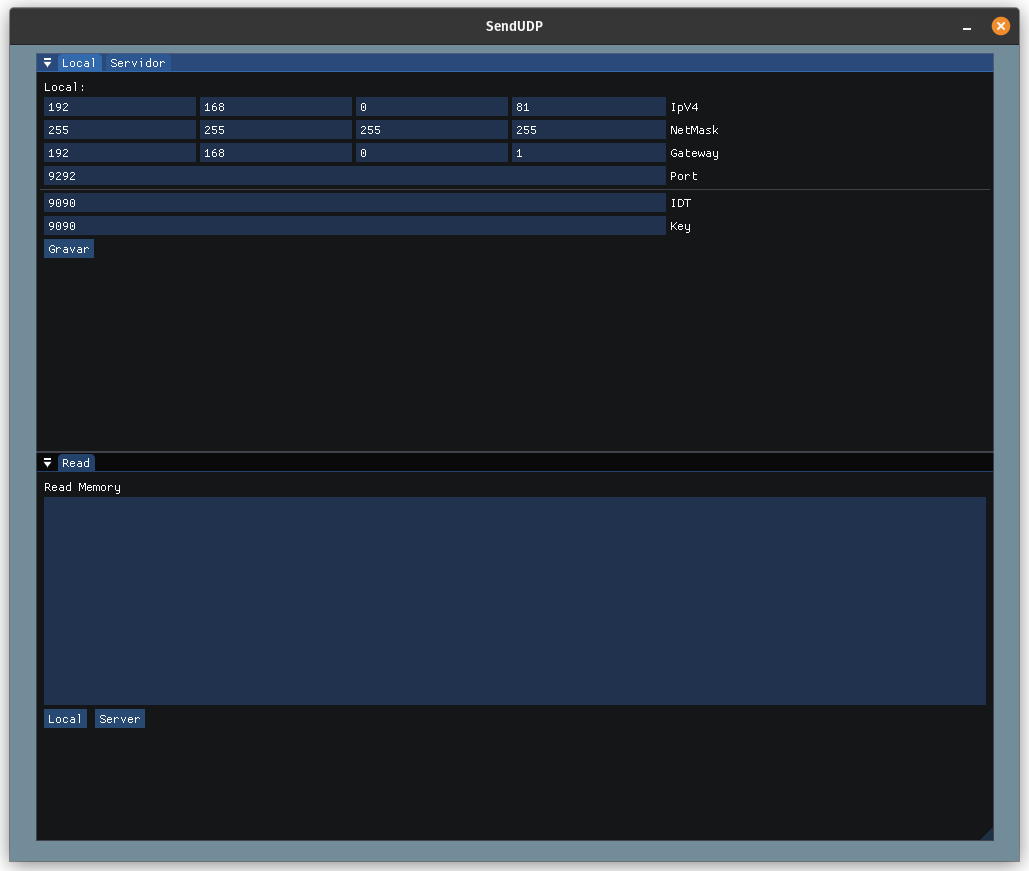 SendUDP
Local Servidor
Local:
192 168 0 81 IpV4
255 255 255 255 NetMask
192 168 0 1 Gateway
9292 Port
9090 IDT
9090 Key
Gravar
Read
Read Memory
Local Server